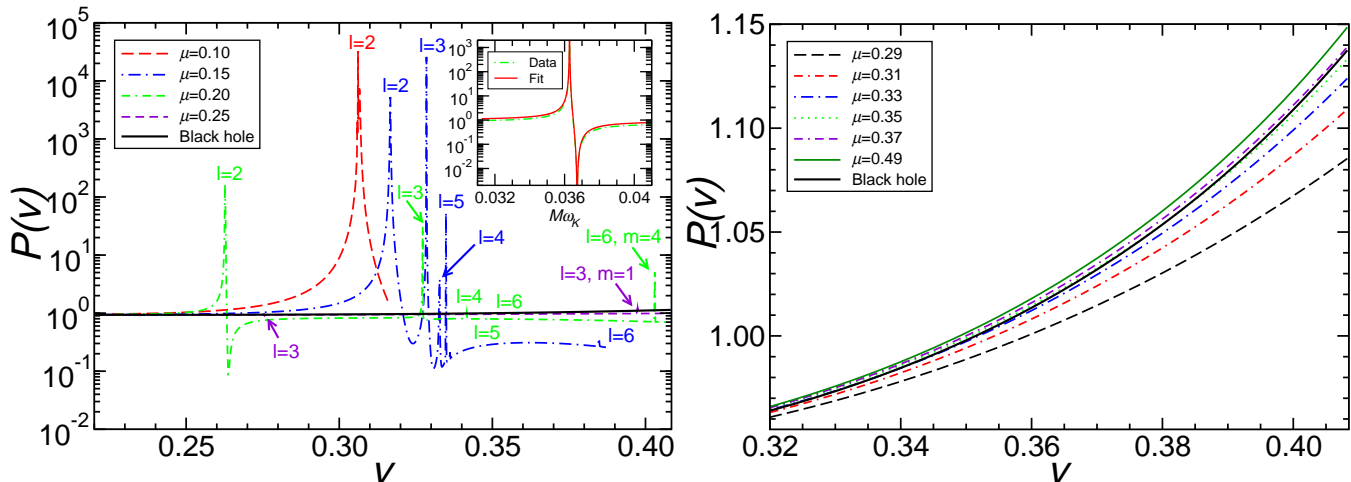 10^5
10^4
10^3
10^2
10^1
10^0
10^-1
10^-2
P(v)
0.25
0.30
0.35
0.40
v
μ=0.10
μ=0.15
μ=0.20
μ=0.25
Black hole
l=2
l=2
l=3
l=2
l=3
l=5
l=4
l=6, m=4
l=3, m=1
l=4
l=6
l=5
l=3
l=6
10^3
10^2
10^1
10^0
10^-1
10^-2
Data
Fit
0.032
0.036
0.04
Mω_K
1.15
1.10
1.05
1.00
P(v)
0.32
0.34
0.36
0.38
0.40
v
μ=0.29
μ=0.31
μ=0.33
μ=0.35
μ=0.37
μ=0.49
Black hole